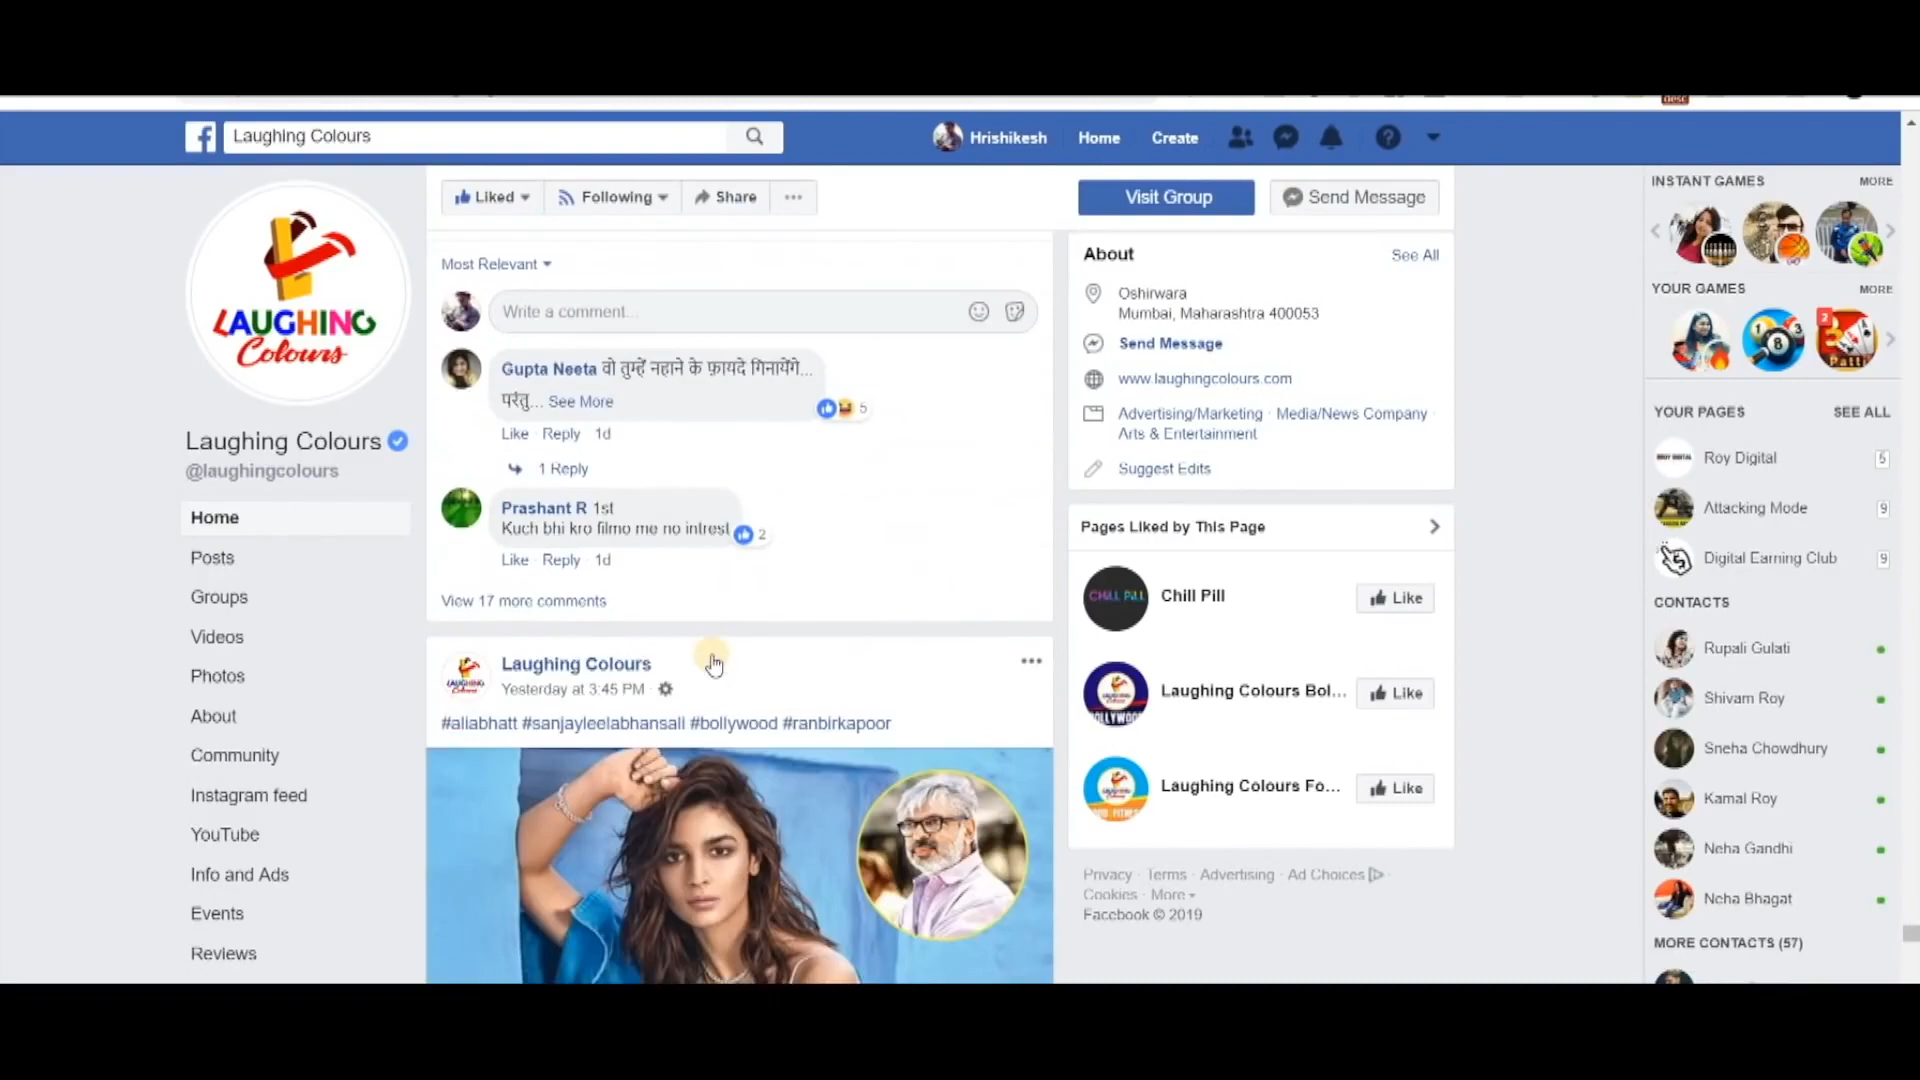 Laughing Colours
Hrishikesh
Home
Create
LAUGHING
Colours
Laughing Colours
@laughingcolours
Home
Posts
Groups
Videos
Photos
About
Community
Instagram feed
YouTube
Info and Ads
Events
Reviews
Liked
Following
Share
Visit Group
Send Message
Most Relevant
Write a comment...
Gupta Neeta वो तुम्हें नहाने के फ़ायदे गिनायेंगे...
परंतु... See More
5
Like · Reply · 1d
1 Reply
Prashant R 1st
Kuch bhi kro filmo me no intrest
2
Like · Reply · 1d
View 17 more comments
Laughing Colours
Yesterday at 3:45 PM ·
#aliabhatt #sanjayleelabhansali #bollywood #ranbirkapoor
About
See All
Oshirwara
Mumbai, Maharashtra 400053
Send Message
www.laughingcolours.com
Advertising/Marketing · Media/News Company ·
Arts & Entertainment
Suggest Edits
Pages Liked by This Page
CHILL PILL
Chill Pill
Like
Laughing Colours Bol...
Like
Laughing Colours Fo...
Like
Privacy · Terms · Advertising · Ad Choices ·
Cookies · More
Facebook © 2019
INSTANT GAMES
MORE
YOUR GAMES
MORE
YOUR PAGES
SEE ALL
Roy Digital
5
Attacking Mode
9
Digital Earning Club
9
CONTACTS
Rupali Gulati
Shivam Roy
Sneha Chowdhury
Kamal Roy
Neha Gandhi
Neha Bhagat
MORE CONTACTS (57)